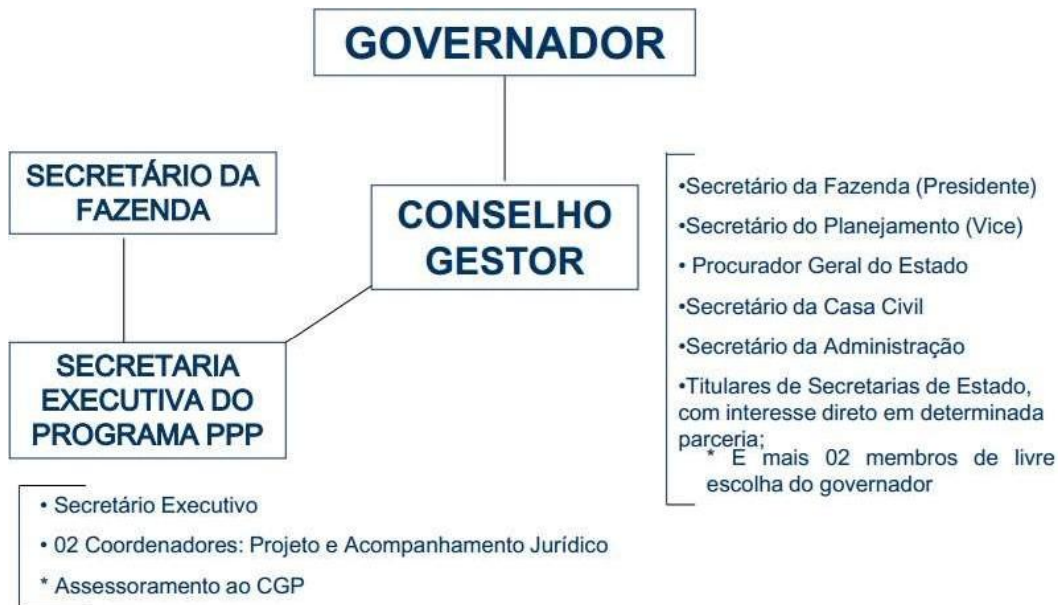 GOVERNADOR
SECRETÁRIO DA
FAZENDA
CONSELHO
GESTOR
SECRETARIA
EXECUTIVA DO
PROGRAMA PPP
•Secretário da Fazenda (Presidente)
•Secretário do Planejamento (Vice)
• Procurador Geral do Estado
•Secretário da Casa Civil
•Secretário da Administração
•Titulares de Secretarias de Estado,
com interesse direto em determinada
parceria;
* E mais 02 membros de livre
escolha do governador
• Secretário Executivo
• 02 Coordenadores: Projeto e Acompanhamento Jurídico
* Assessoramento ao CGP